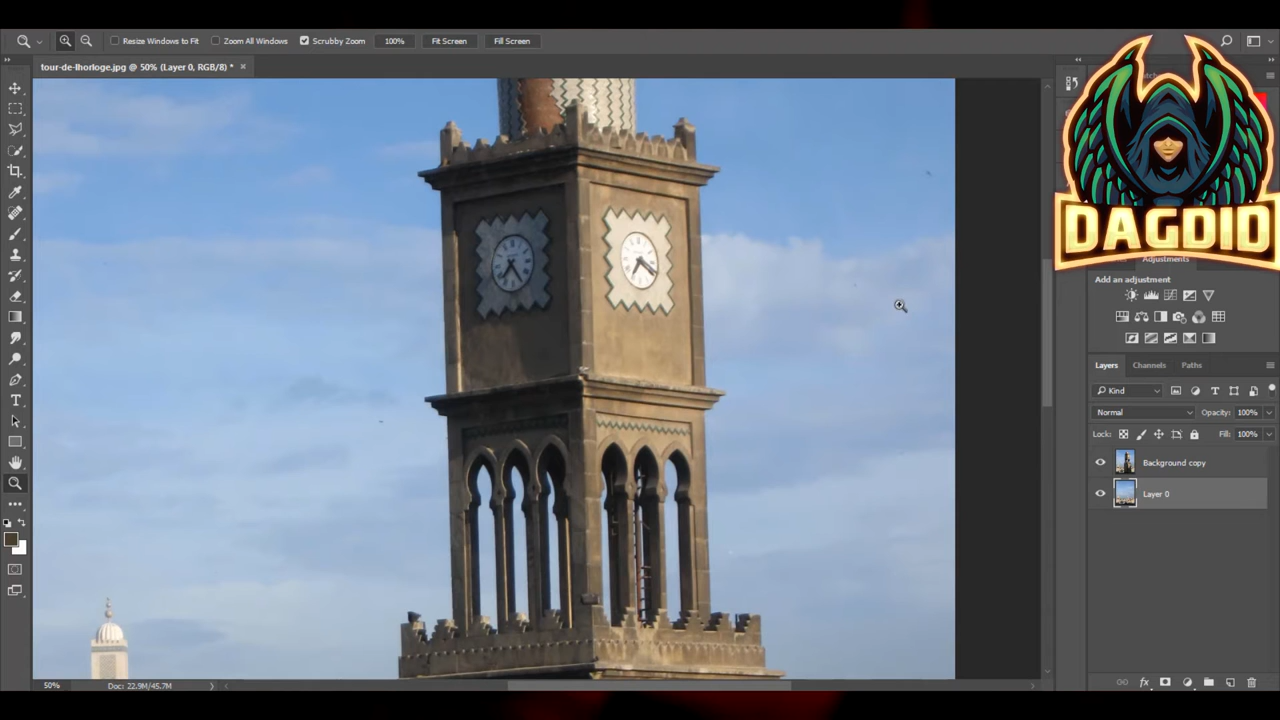 Resize Windows to Fit
Zoom All Windows
Scrubby Zoom
100%
Fit Screen
Fill Screen
tour-de-lhorloge.jpg @ 50% (Layer 0, RGB/8) *
DAGDID
Adjustments
Add an adjustment
Layers
Channels
Paths
Kind
Normal
Opacity: 100%
Lock:
Fill: 100%
Background copy
Layer 0
50%
Doc: 22.9M/45.7M